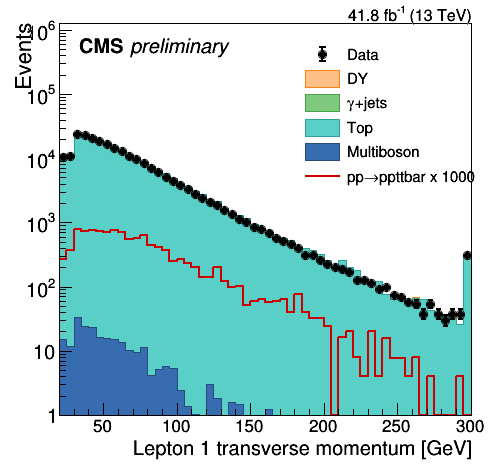 41.8 fb⁻¹ (13 TeV)
Events
CMS preliminary
Data
DY
γ+jets
Top
Multiboson
pp→ppttbar x 1000
10⁶
10⁵
10⁴
10³
10²
10
1
50 100 150 200 250 300
Lepton 1 transverse momentum [GeV]